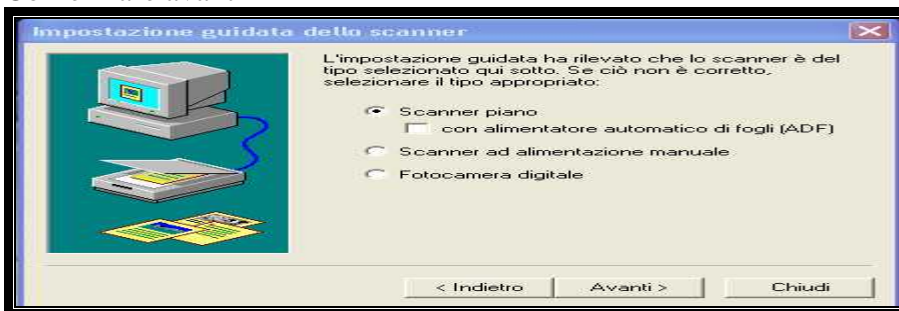 Impostazione guidata dello scanner
L'impostazione guidata ha rilevato che lo scanner è del
tipo selezionato qui sotto. Se ciò non è corretto,
selezionare il tipo appropriato:
Scanner piano
con alimentatore automatico di fogli (ADF)
Scanner ad alimentazione manuale
Fotocamera digitale
< Indietro
Avanti >
Chiudi